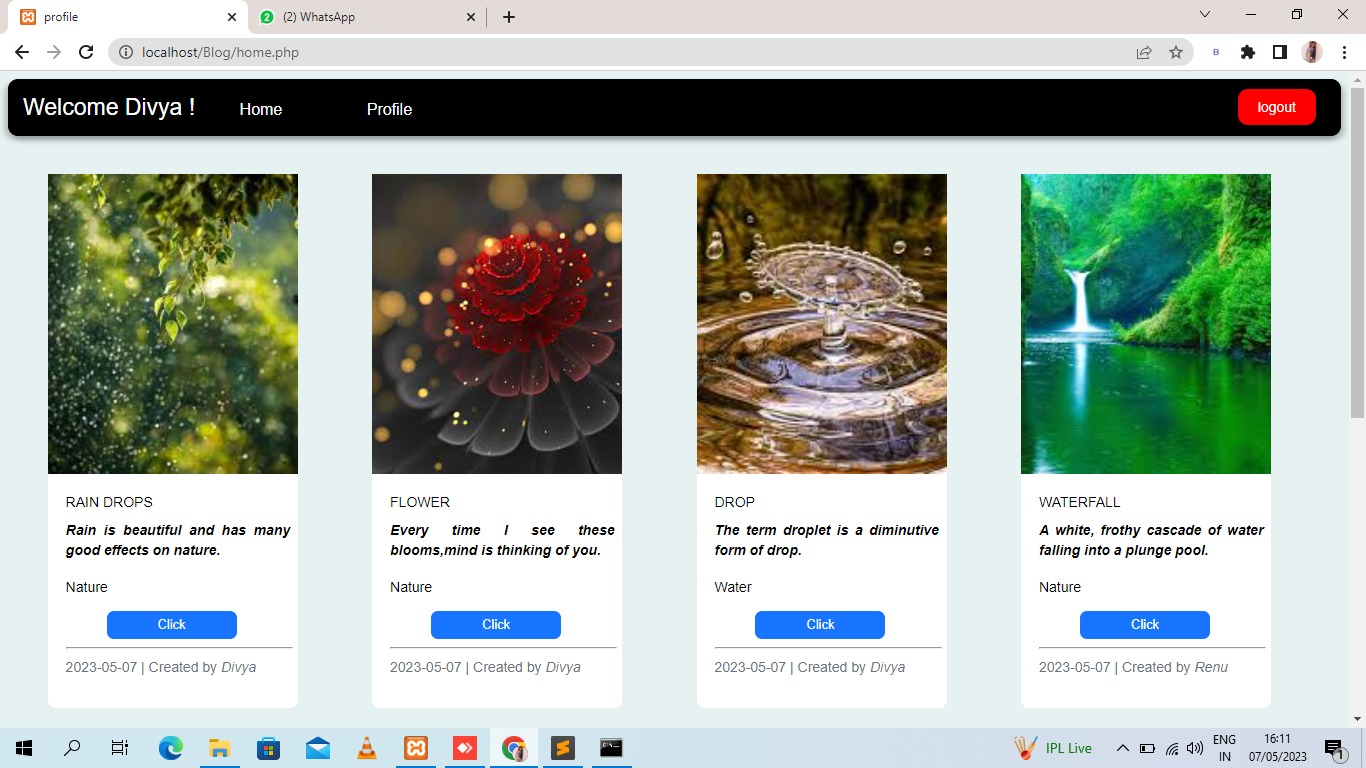 profile
2
(2) WhatsApp
localhost/Blog/home.php
B
Welcome Divya !
Home
Profile
logout
RAIN DROPS
Rain is beautiful and has many
good effects on nature.
Nature
Click
2023-05-07 | Created by Divya
FLOWER
Every time I see these
blooms,mind is thinking of you.
Nature
Click
2023-05-07 | Created by Divya
DROP
The term droplet is a diminutive
form of drop.
Water
Click
2023-05-07 | Created by Divya
WATERFALL
A white, frothy cascade of water
falling into a plunge pool.
Nature
Click
2023-05-07 | Created by Renu
IPL Live
ENG
IN
16:11
07/05/2023
1